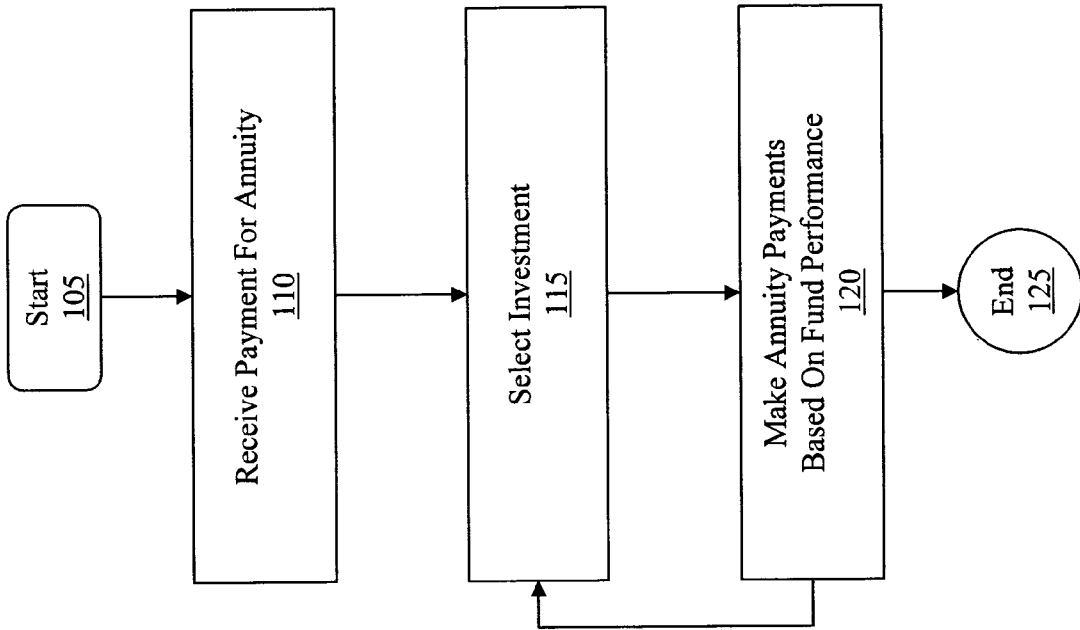 Start
105
Receive Payment For Annuity
110
Select Investment
115
Make Annuity Payments
Based On Fund Performance
120
End
125